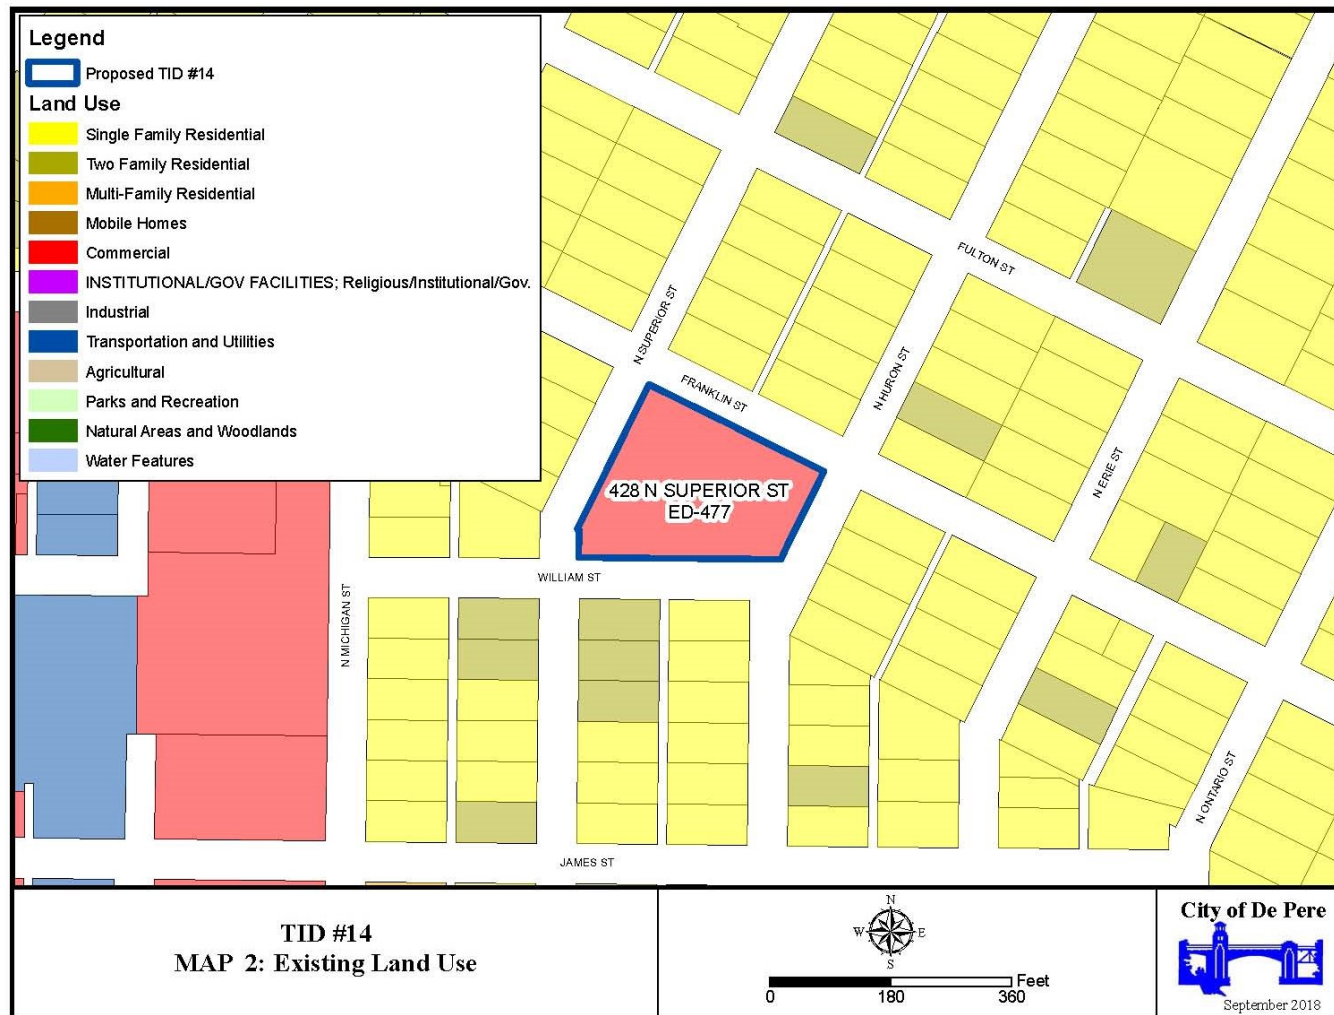 Legend
Proposed TID #14
Land Use
Single Family Residential
Two Family Residential
Multi-Family Residential
Mobile Homes
Commercial
INSTITUTIONAL/GOV FACILITIES; Religious/Institutional/Gov.
Industrial
Transportation and Utilities
Agricultural
Parks and Recreation
Natural Areas and Woodlands
Water Features
FULTON ST
N SUPERIOR ST
FRANKLIN ST
N HURON ST
N ERIE ST
428 N SUPERIOR ST
ED-477
WILLIAM ST
N MICHIGAN ST
N ONTARIO ST
JAMES ST
TID #14
MAP 2: Existing Land Use
N
W
E
S
Feet
0
180
360
City of De Pere
September 2018